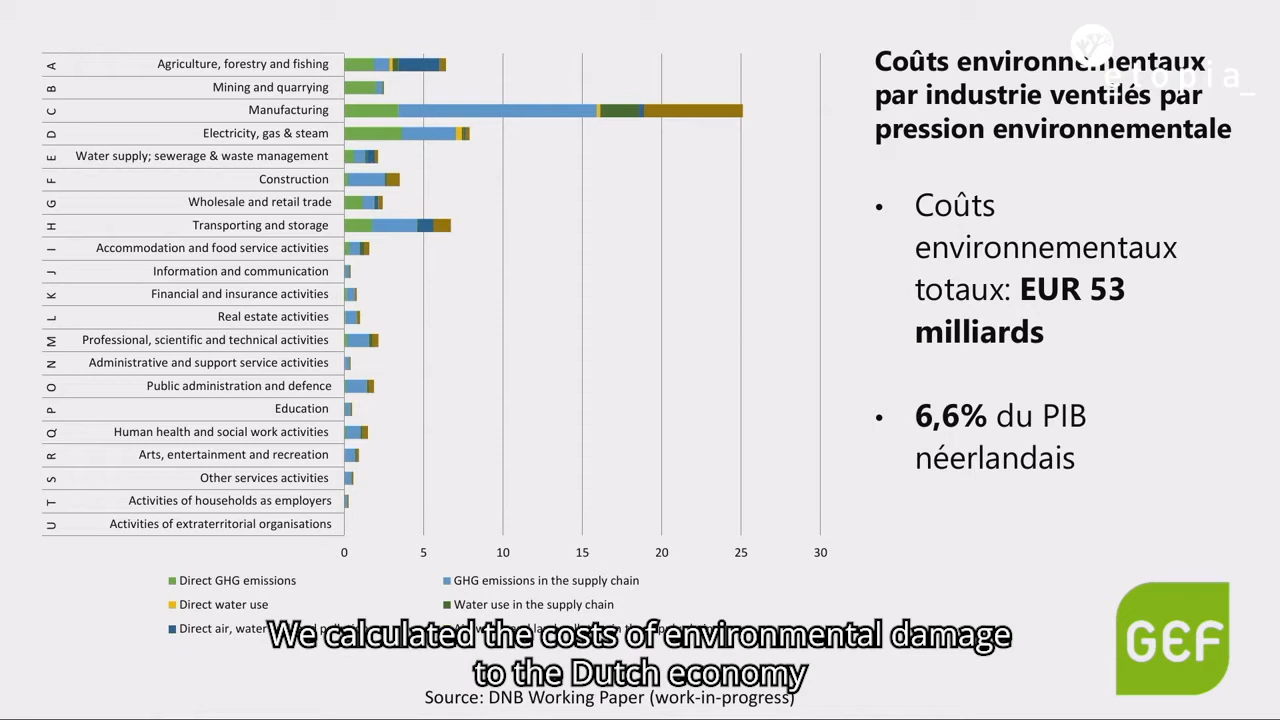 A Agriculture, forestry and fishing
B Mining and quarrying
C Manufacturing
D Electricity, gas & steam
E Water supply; sewerage & waste management
F Construction
G Wholesale and retail trade
H Transporting and storage
I Accommodation and food service activities
J Information and communication
K Financial and insurance activities
L Real estate activities
M Professional, scientific and technical activities
N Administrative and support service activities
O Public administration and defence
P Education
Q Human health and social work activities
R Arts, entertainment and recreation
S Other services activities
T Activities of households as employers
U Activities of extraterritorial organisations
0 5 10 15 20 25 30
Direct GHG emissions
GHG emissions in the supply chain
Direct water use
Water use in the supply chain
Direct air, water
We calculated the costs of environmental damage
to the Dutch economy
Source: DNB Working Paper (work-in-progress)
etopia_
Coûts environnementaux
par industrie ventilés par
pression environnementale
• Coûts
environnementaux
totaux: EUR 53
milliards
• 6,6% du PIB
néerlandais
GEF